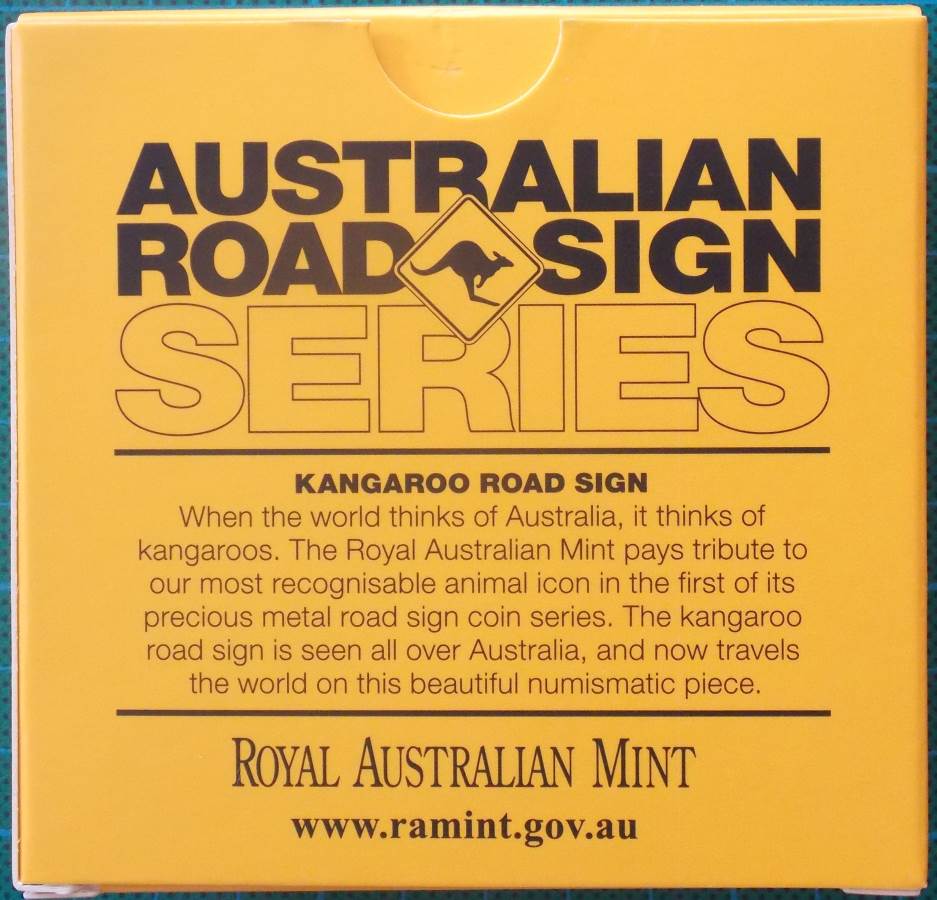 AUSTRALIAN
ROAD SIGN
SERIES
KANGAROO ROAD SIGN
When the world thinks of Australia, it thinks of
kangaroos. The Royal Australian Mint pays tribute to
our most recognisable animal icon in the first of its
precious metal road sign coin series. The kangaroo
road sign is seen all over Australia, and now travels
the world on this beautiful numismatic piece.
ROYAL AUSTRALIAN MINT
www.ramint.gov.au